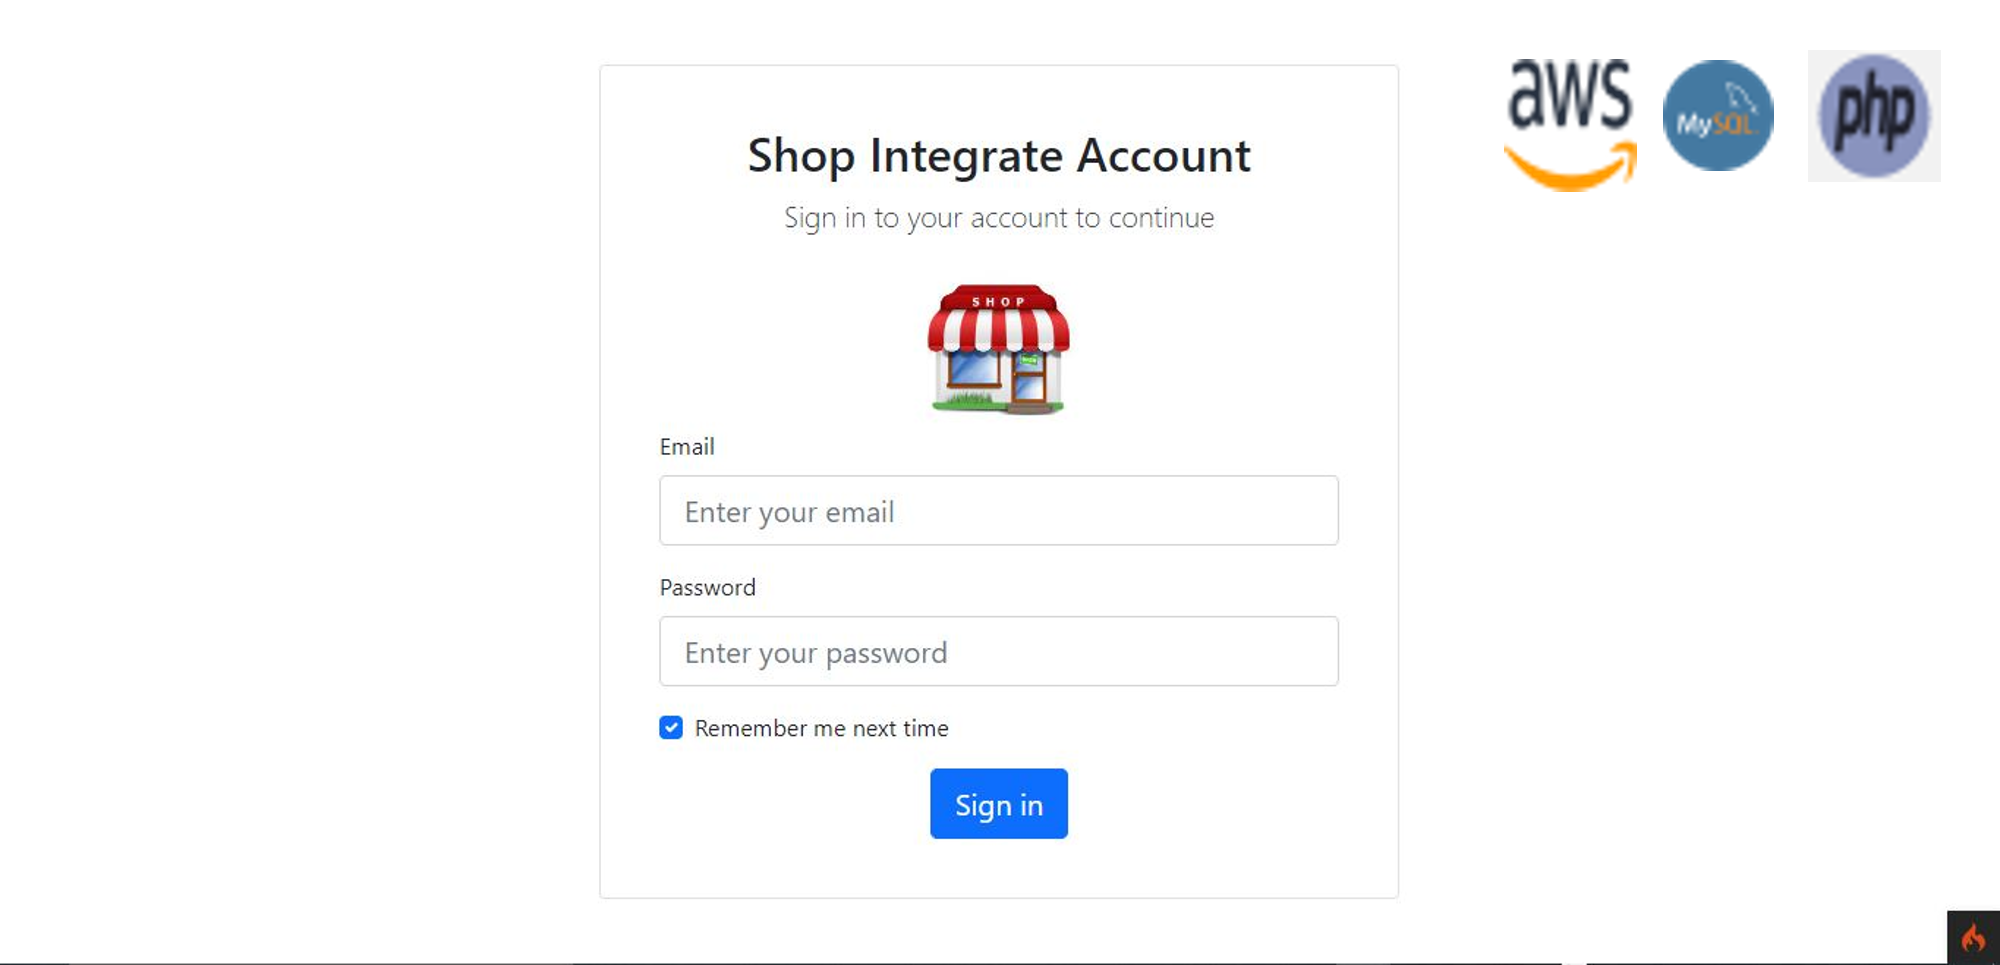 Shop Integrate Account
Sign in to your account to continue
SHOP
Email
Enter your email
Password
Enter your password
Remember me next time
Sign in
aws
MySQL
php